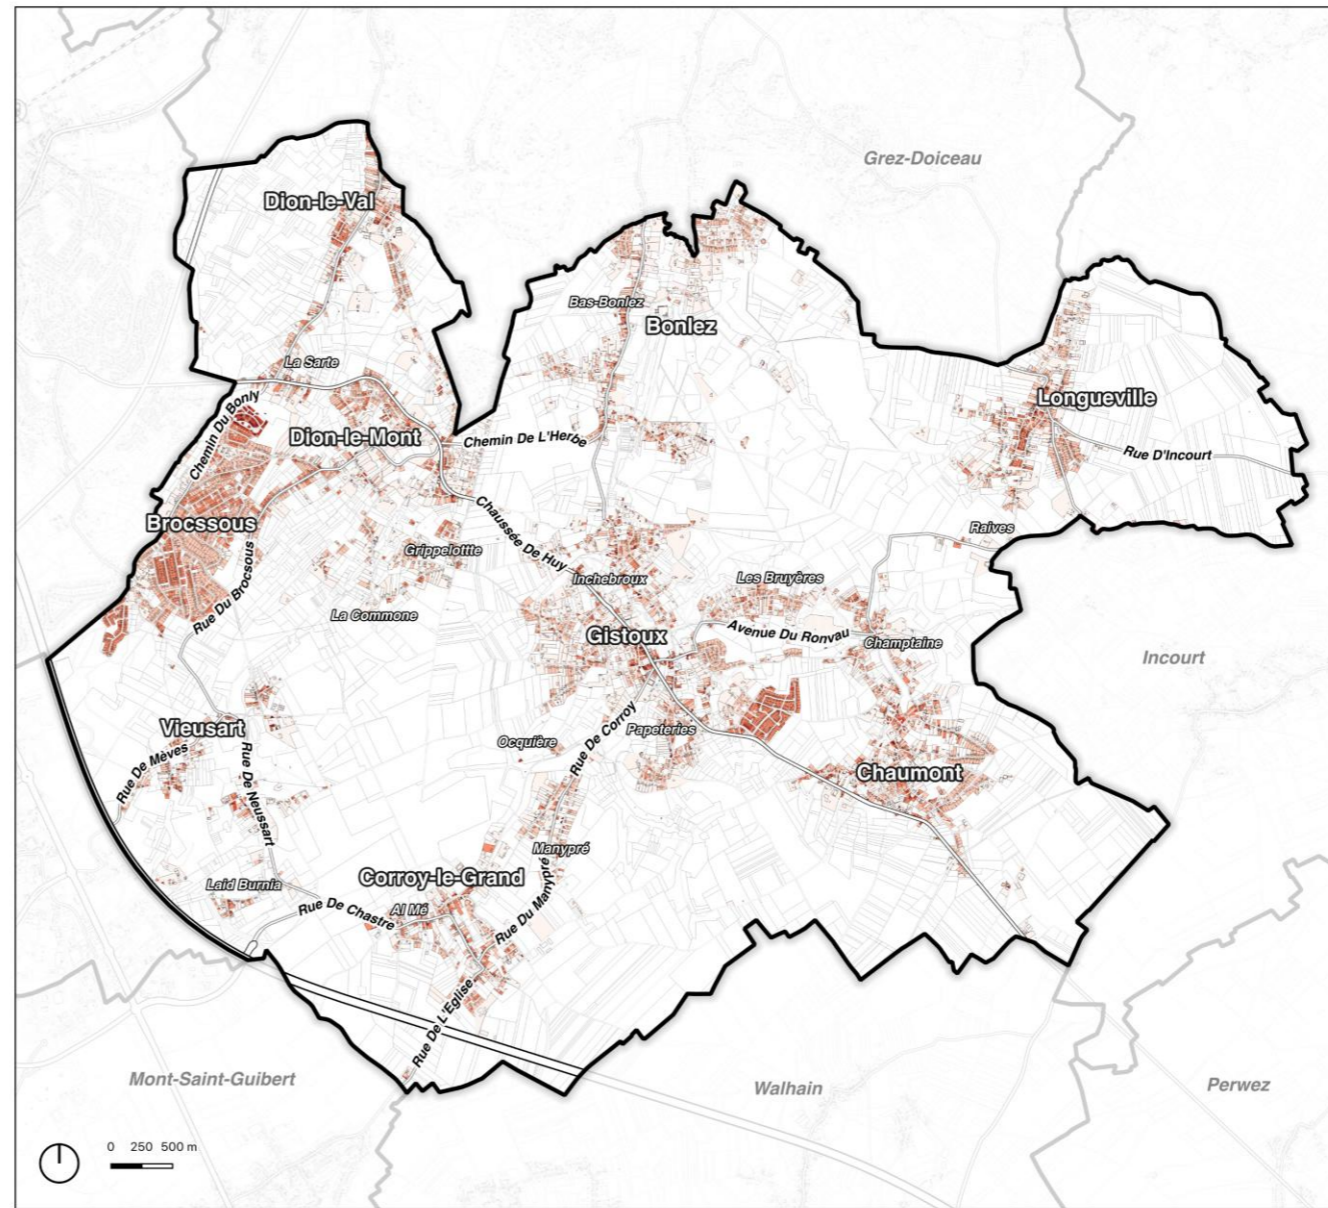 Grez-Doiceau
Dion-le-Val
Bas-Bonlez
Bonlez
La Sarte
Chemin Du Bonly
Longueville
Dion-le-Mont
Chemin De L'Herbe
Rue D'Incourt
Brocssous
Chaussée De Huy
Raives
Grippelottte
Inchebroux
Les Bruyères
Rue Du Brocsous
La Commone
Gistoux
Avenue Du Ronvau
Champtaine
Incourt
Vieusart
Rue De Mèves
Rue De Neussart
Ocquière
Rue De Corroy
Papeteries
Chaumont
Manypré
Laid Burnia
Corroy-le-Grand
Al Mé
Rue De Chastre
Rue Du Manypré
Rue De L'Eglise
Mont-Saint-Guibert
Walhain
Perwez
0 250 500 m